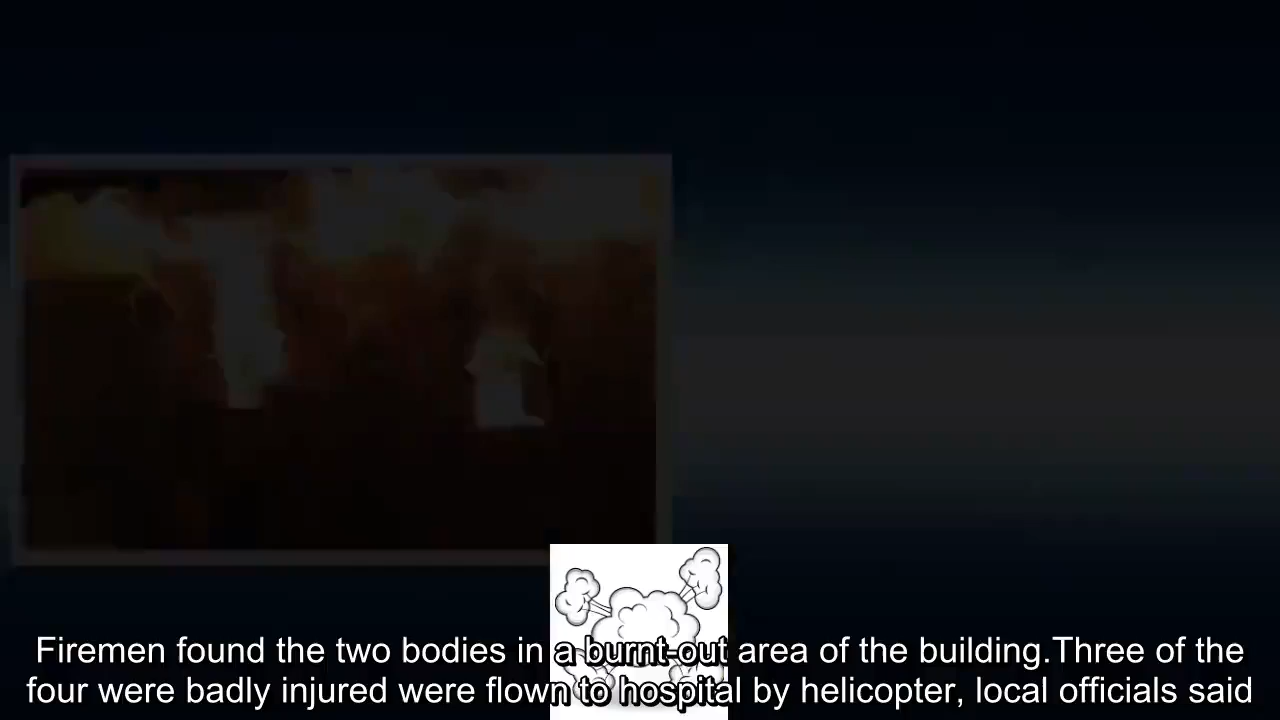 Firemen found the two bodies in a burnt-out area of the building.Three of the
four were badly injured were flown to hospital by helicopter, local officials said